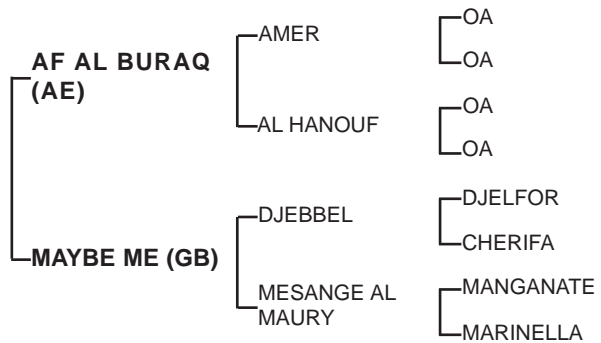 AMER
OA
OA
AF AL BURAQ
(AE)
AL HANOUF
OA
OA
DJEBBEL
DJELFOR
CHERIFA
MAYBE ME (GB)
MESANGE AL
MAURY
MANGANATE
MARINELLA